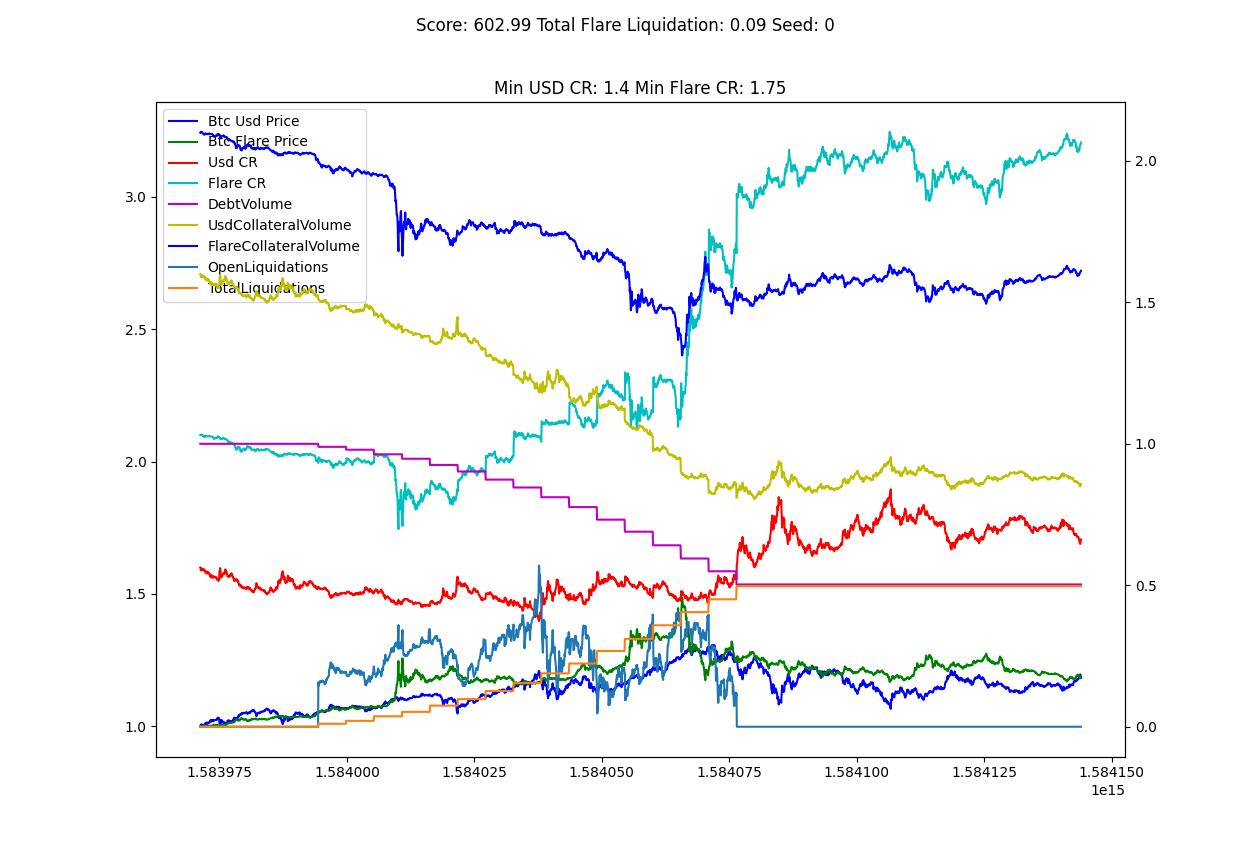 Score: 602.99 Total Flare Liquidation: 0.09 Seed: 0
Min USD CR: 1.4 Min Flare CR: 1.75
Btc Usd Price
Btc Flare Price
Usd CR
Flare CR
DebtVolume
UsdCollateralVolume
FlareCollateralVolume
OpenLiquidations
TotalLiquidations
3.0
2.5
2.0
1.5
1.0
2.0
1.5
1.0
0.5
0.0
1.583975 1.584000 1.584025 1.584050 1.584075 1.584100 1.584125 1.584150
1e15